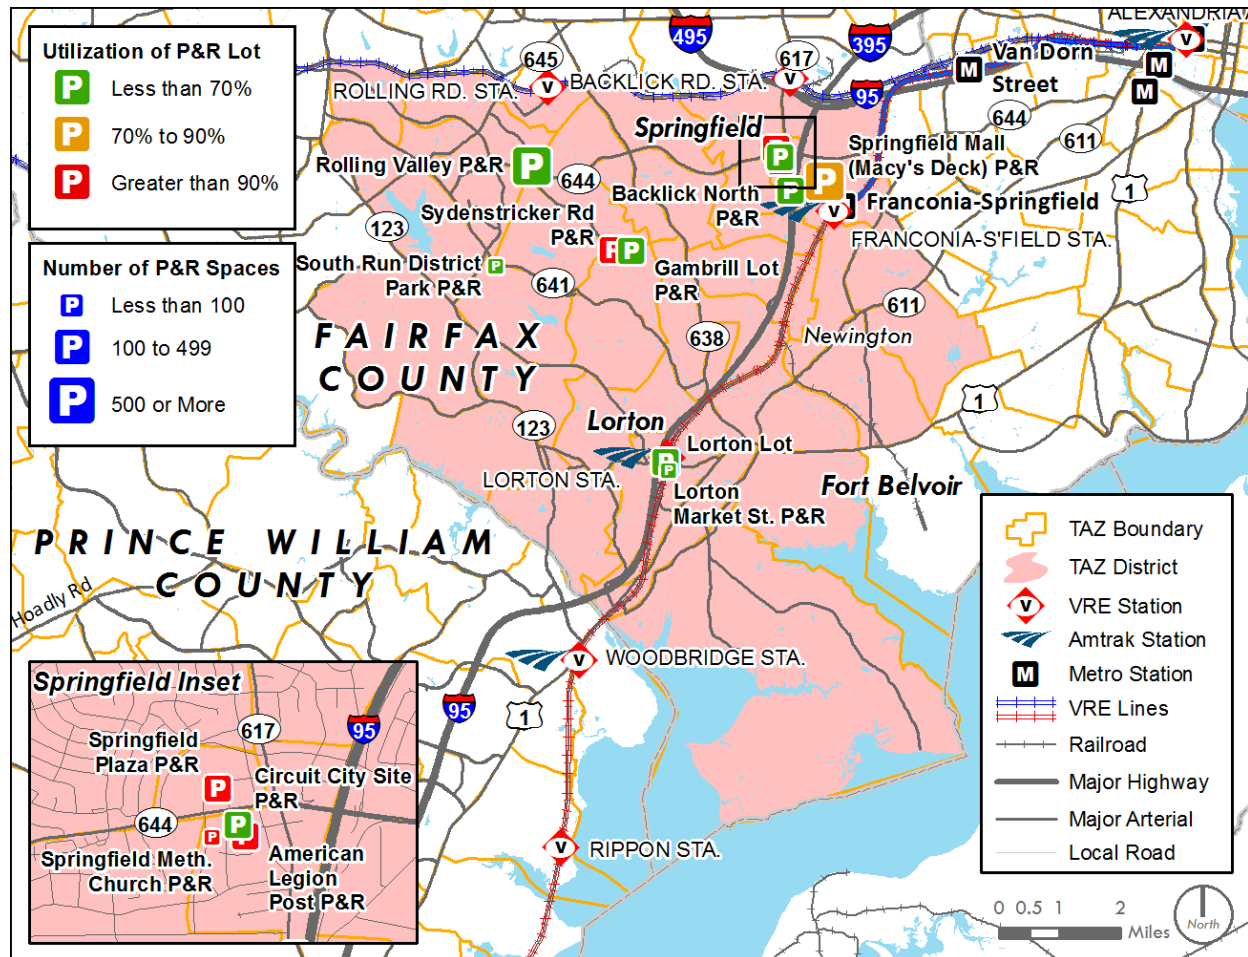 Utilization of P&R Lot
P Less than 70%
P 70% to 90%
P Greater than 90%
Number of P&R Spaces
P Less than 100
P 100 to 499
P 500 or More
495
395
ALEXANDRIA
V
645
617
Van Dorn
Street
M
M
M
ROLLING RD. STA.
V
BACKLICK RD. STA.
V
95
644
611
1
Springfield
P
Springfield Mall
(Macy's Deck) P&R
Rolling Valley P&R
P
644
Backlick North
P&R
P
P
V
Franconia-Springfield
FRANCONIA-S'FIELD STA.
123
Sydenstricker Rd
P&R
P
P
Gambrill Lot
P&R
South Run District
Park P&R
P
641
611
638
Newington
FAIRFAX
COUNTY
1
123
Lorton
Lorton Lot
P
P
LORTON STA.
Lorton
Market St. P&R
Fort Belvoir
PRINCE WILLIAM
COUNTY
Hoadly Rd
V
WOODBRIDGE STA.
95
1
V
RIPPON STA.
Springfield Inset
617
95
Springfield
Plaza P&R
P
Circuit City Site
P&R
644
P
P
P
Springfield Meth.
Church P&R
American
Legion
Post P&R
TAZ Boundary
TAZ District
V VRE Station
Amtrak Station
M Metro Station
VRE Lines
Railroad
Major Highway
Major Arterial
Local Road
0 0.5 1 2
Miles
North